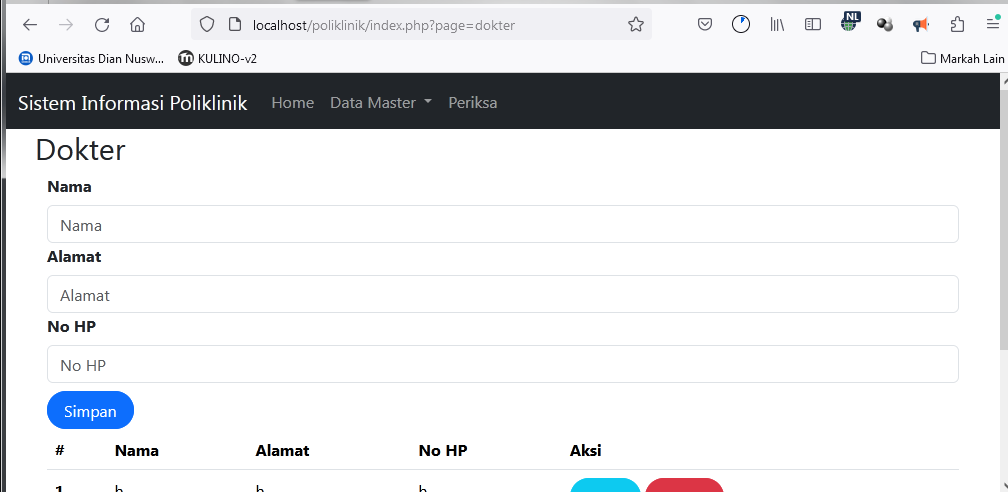 NL
localhost/poliklinik/index.php?page=dokter
Universitas Dian Nusw... KULINO-v2 Markah Lain
Sistem Informasi Poliklinik Home Data Master Periksa
Dokter
Nama
Nama
Alamat
Alamat
No HP
No HP
Simpan
# Nama Alamat No HP Aksi